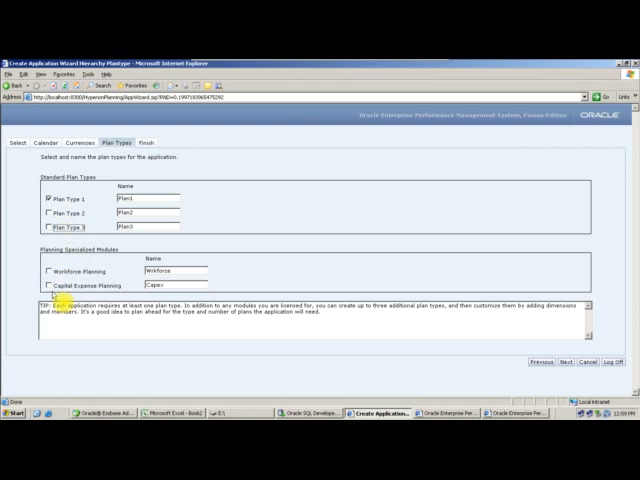 Create Application Wizard Hierarchy Plantype - Microsoft Internet Explorer
File Edit View Favorites Tools Help
Back Search Favorites
Address http://localhost:8300/HyperionPlanning/AppWizard.jsp?RND=0.1997183965475292 Go Links »
Oracle Enterprise Performance Management System, Fusion Edition ORACLE
Select Calendar Currencies Plan Types Finish
Select and name the plan types for the application.
Standard Plan Types
Name
Plan Type 1 Plan1
Plan Type 2 Plan2
Plan Type 3 Plan3
Planning Specialized Modules
Name
Workforce Planning Wrkforce
Capital Expense Planning Capex
TIP: Each application requires at least one plan type. In addition to any modules you are licensed for, you can create up to three additional plan types, and then customize them by adding dimensions
and members. It's a good idea to plan ahead for the type and number of plans the application will need.
Previous Next Cancel Log Off
Done Local intranet
Start Oracle® Essbase Ad... Microsoft Excel - Book2 E:\ Oracle SQL Develope... Create Application... Oracle Enterprise Per... Oracle Enterprise Per... 12:59 PM